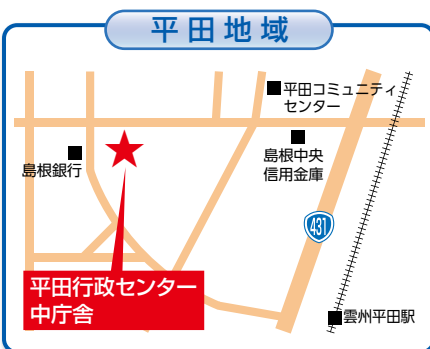 平田地域
平田コミュニティ
センター
島根銀行
島根中央
信用金庫
431
平田行政センター
中庁舎
雲州平田駅